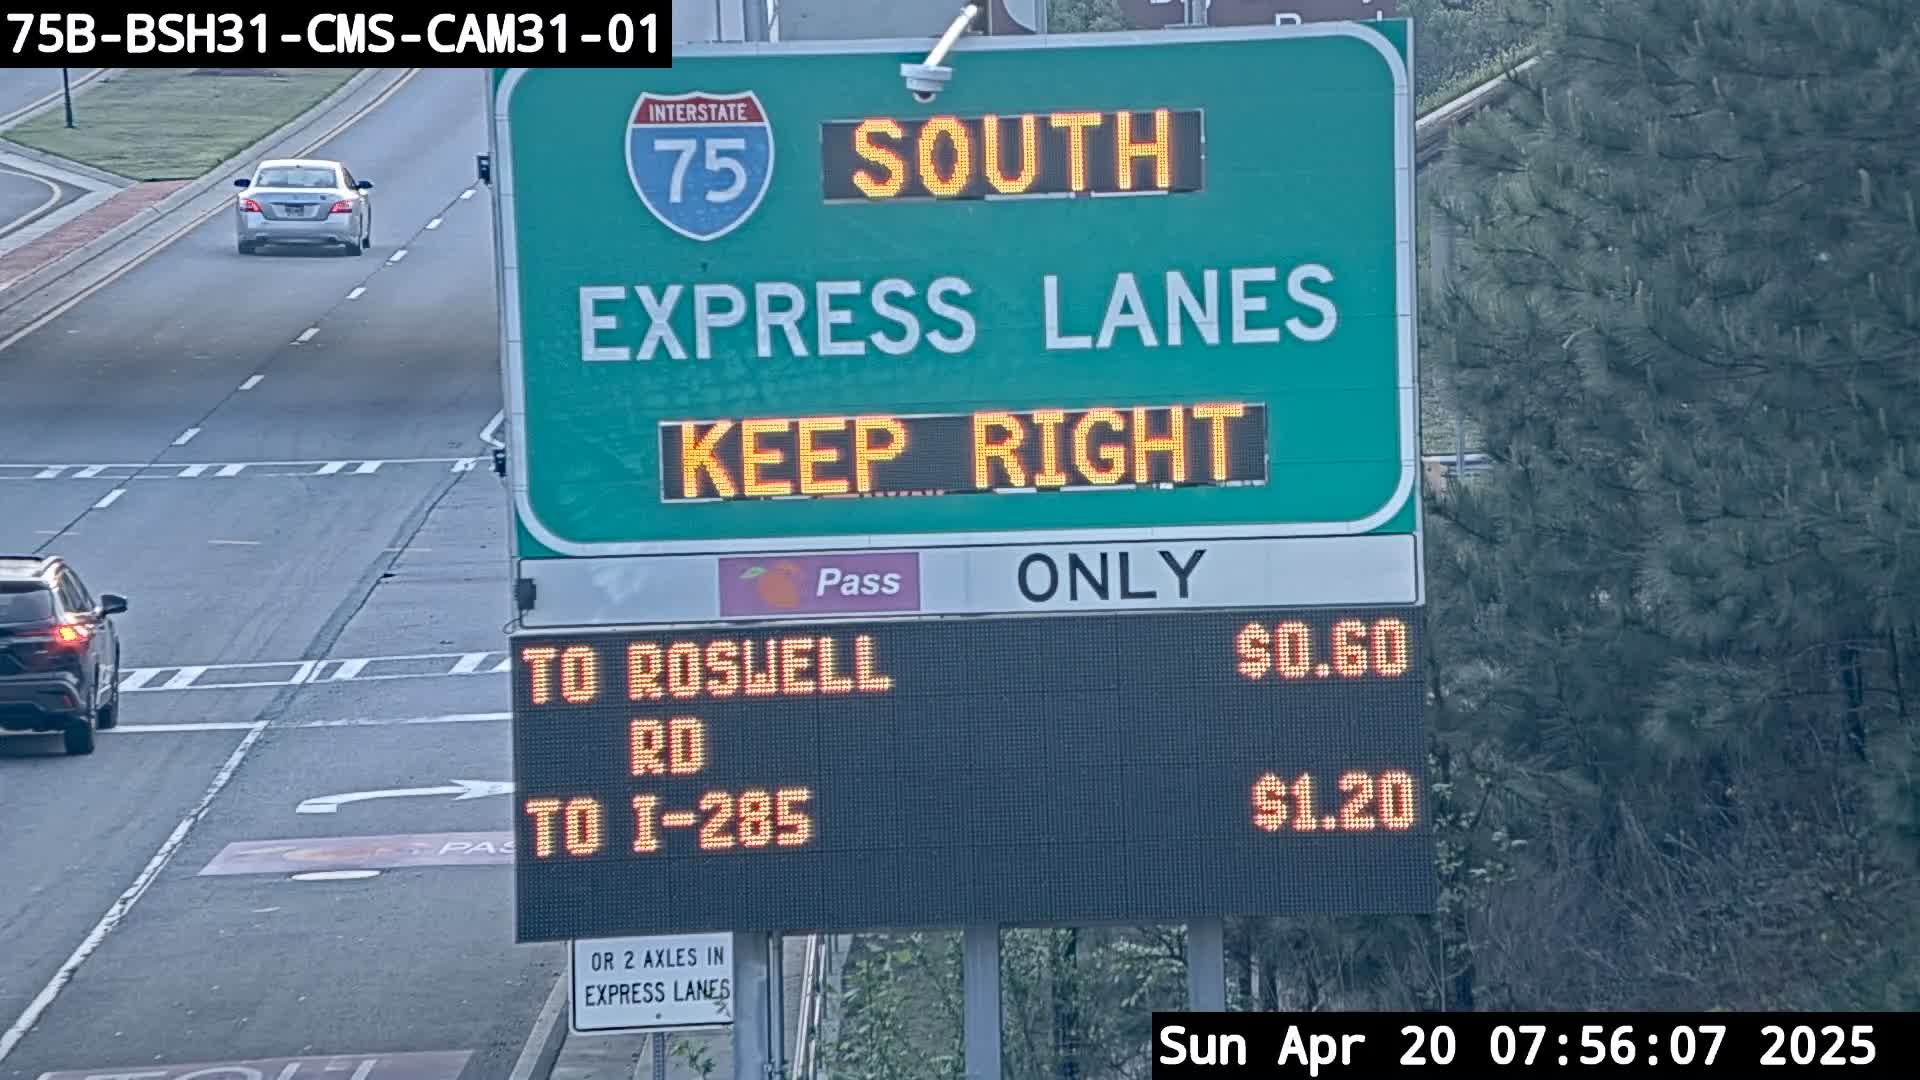 75B-BSH31-CMS-CAM31-01
INTERSTATE
75
SOUTH
EXPRESS LANES
KEEP RIGHT
Pass ONLY
TO ROSWELL $0.60
RD
TO I-285 $1.20
OR 2 AXLES IN
EXPRESS LANES
Sun Apr 20 07:56:07 2025